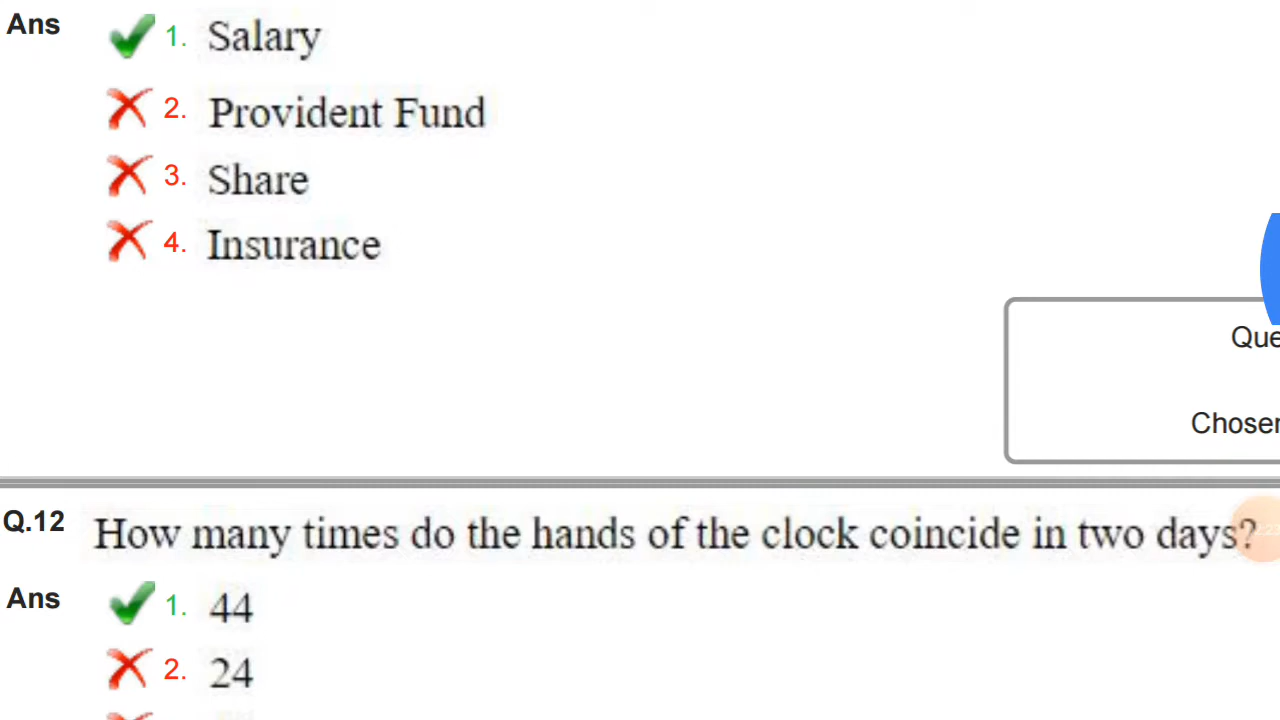 Ans 1. Salary
2. Provident Fund
3. Share
4. Insurance
Que
Chosen
Q.12 How many times do the hands of the clock coincide in two days?
Ans 1. 44
2. 24